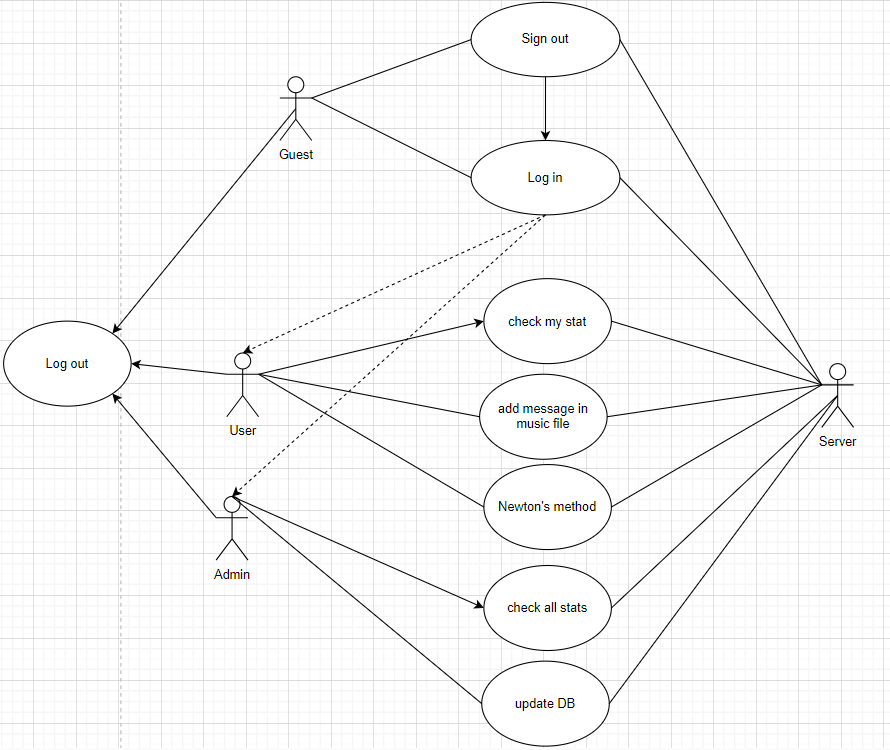 Sign out
Guest
Log in
check my stat
Log out
User
add message in
music file
Server
Newton's method
Admin
check all stats
update DB